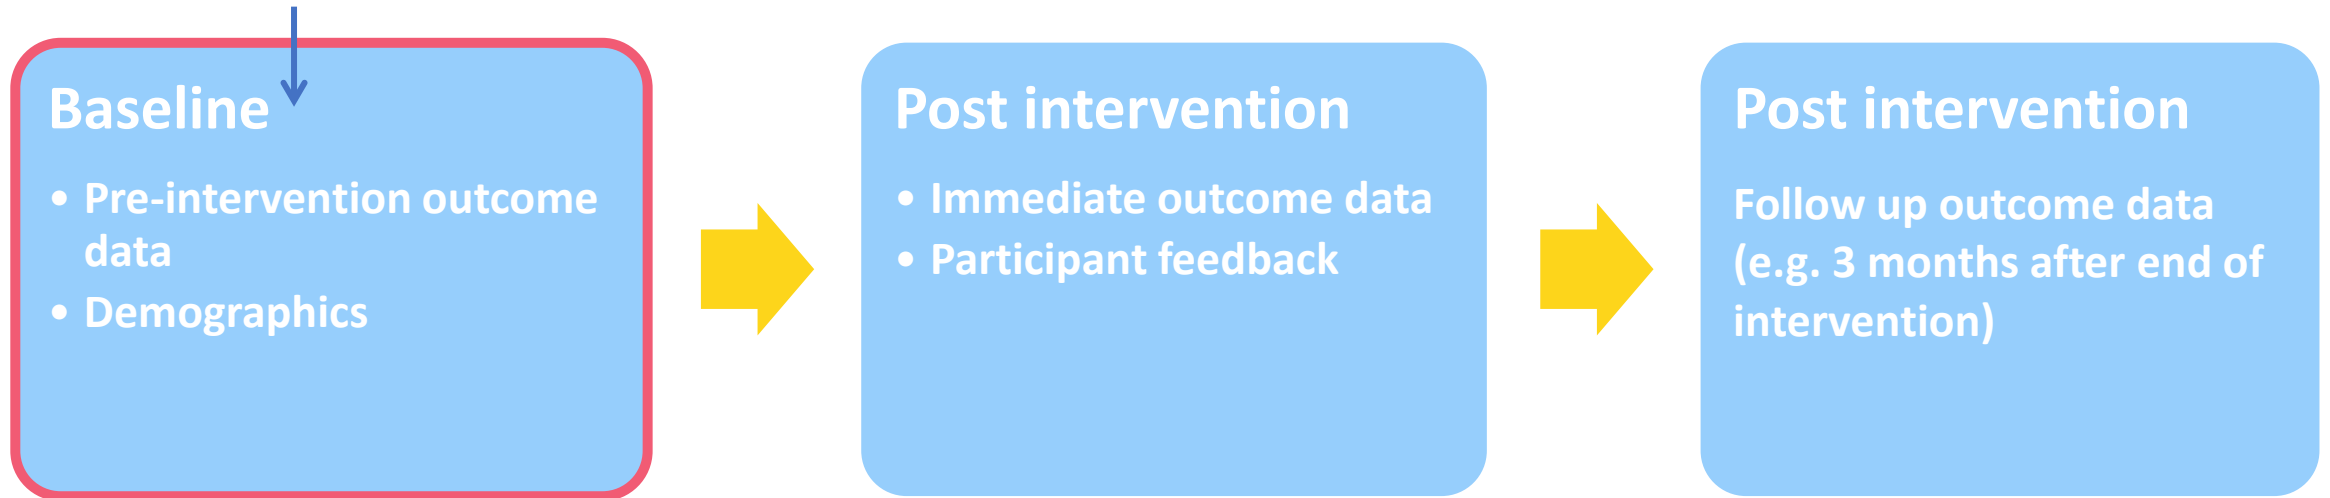 Baseline
• Pre-intervention outcome
data
• Demographics
Post intervention
• Immediate outcome data
• Participant feedback
Post intervention
Follow up outcome data
(e.g. 3 months after end of
intervention)